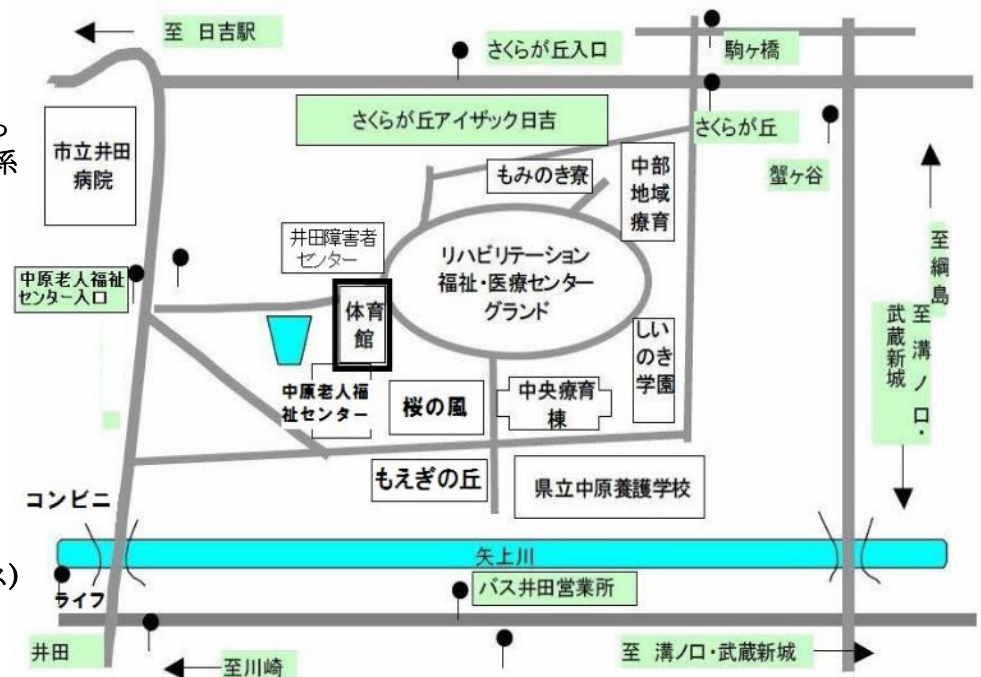 至 日吉駅
さくらが丘入口
駒ヶ橋
さくらが丘アイザック日吉
さくらが丘
蟹ヶ谷
系
市立井田
病院
もみのき寮
中部
地域
療育
井田障害者
センター
リハビリテーション
福祉・医療センター
グランド
至綱島
中原老人福祉
センター入口
体育
館
しい
のき
学園
至溝ノ口・
武蔵新城
中原老人福
祉センター
桜の風
中央療育
棟
もえぎの丘
県立中原養護学校
コンビニ
矢上川
ス)
ライフ
バス井田営業所
井田
至川崎
至 溝ノ口・武蔵新城